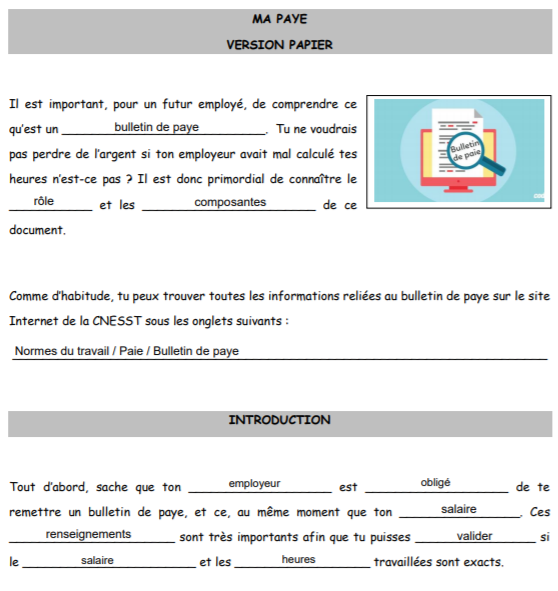 MA PAYE
VERSION PAPIER
Il est important, pour un futur employé, de comprendre ce
qu'est un bulletin de paye. Tu ne voudrais
pas perdre de l'argent si ton employeur avait mal calculé tes
heures n'est-ce pas ? Il est donc primordial de connaître le
rôle et les composantes de ce
document.
Bulletin
de paie
Comme d'habitude, tu peux trouver toutes les informations reliées au bulletin de paye sur le site
Internet de la CNESST sous les onglets suivants :
Normes du travail / Paie / Bulletin de paye
INTRODUCTION
Tout d'abord, sache que ton employeur est obligé de te
remettre un bulletin de paye, et ce, au même moment que ton salaire. Ces
renseignements sont très importants afin que tu puisses valider si
le salaire et les heures travaillées sont exacts.